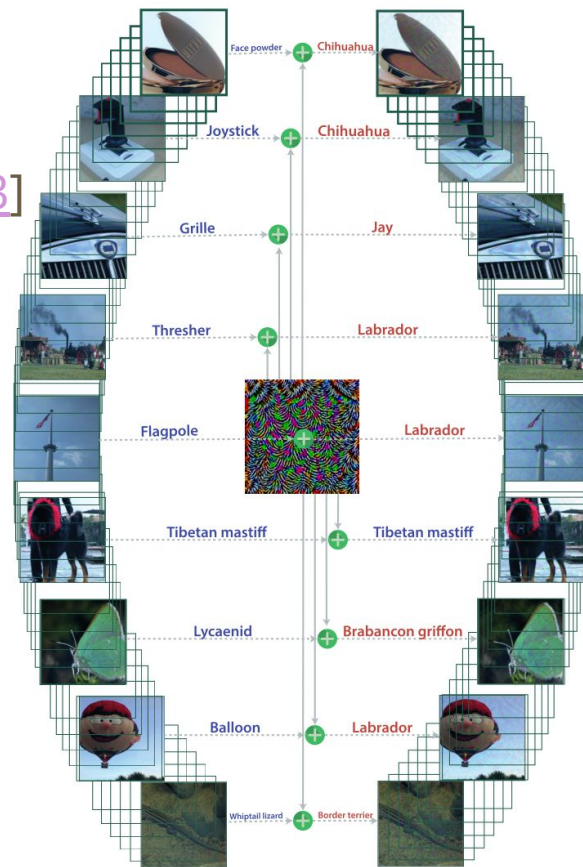 Face powder Chihuahua
Joystick Chihuahua
3]
Grille Jay
Thresher Labrador
Flagpole Labrador
Tibetan mastiff Tibetan mastiff
Lycaenid Brabancon griffon
Balloon Labrador
Whiptail lizard Border terrier